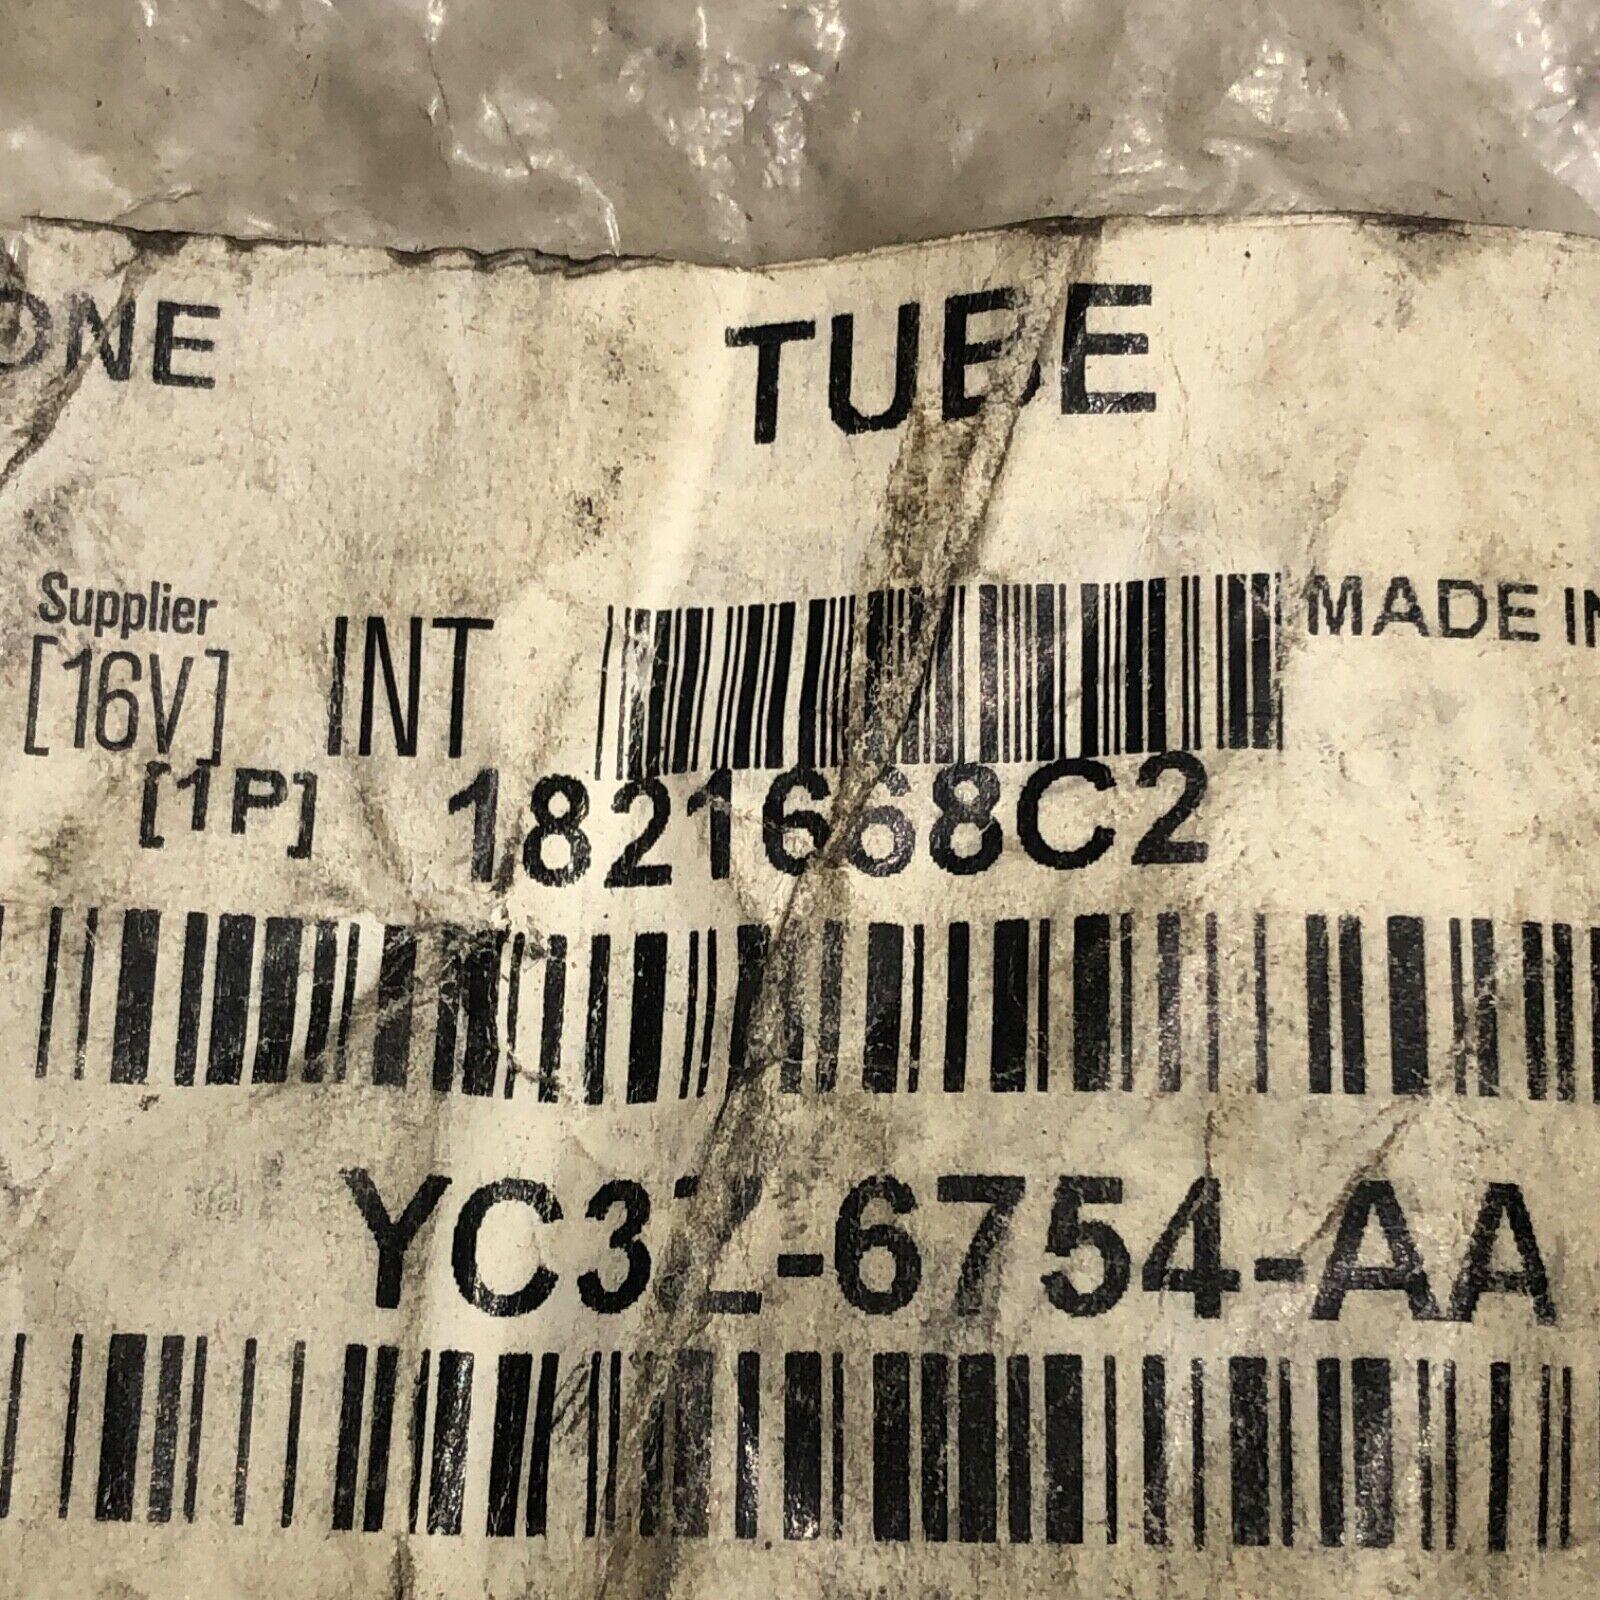 ONE TUBE
Supplier
[16V] INT MADE IN
[1P] 1821668C2
YC3Z-6754-AA